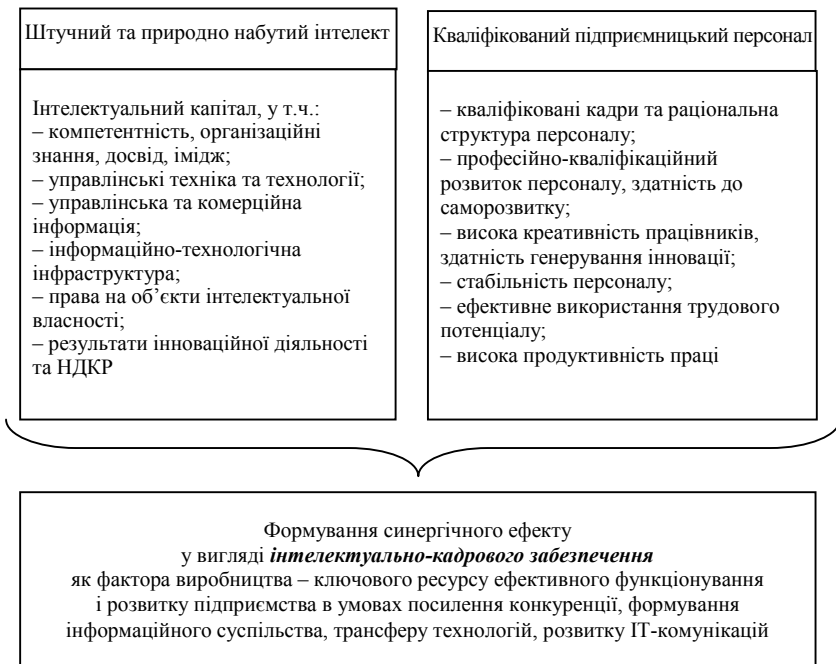 Штучний та природно набутий інтелект
Інтелектуальний капітал, у т.ч.:
– компетентність, організаційні
знання, досвід, імідж;
– управлінські техніка та технології;
– управлінська та комерційна
інформація;
– інформаційно-технологічна
інфраструктура;
– права на об’єкти інтелектуальної
власності;
– результати інноваційної діяльності
та НДКР
Кваліфікований підприємницький персонал
– кваліфіковані кадри та раціональна
структура персоналу;
– професійно-кваліфікаційний
розвиток персоналу, здатність до
саморозвитку;
– висока креативність працівників,
здатність генерування інновації;
– стабільність персоналу;
– ефективне використання трудового
потенціалу;
– висока продуктивність праці
Формування синергічного ефекту
у вигляді інтелектуально-кадрового забезпечення
як фактора виробництва – ключового ресурсу ефективного функціонування
і розвитку підприємства в умовах посилення конкуренції, формування
інформаційного суспільства, трансферу технологій, розвитку ІТ-комунікацій